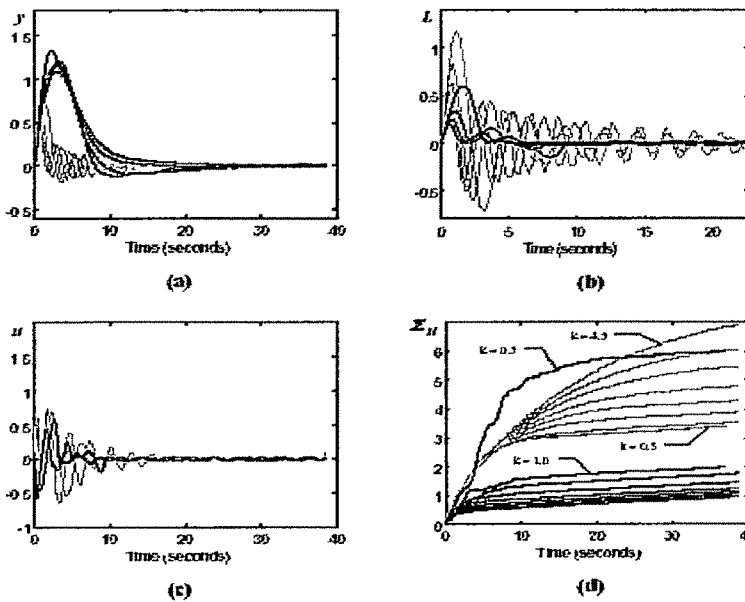 y
1.5
1
0.5
0
-0.5
0 10 20 30 40
Time (seconds)
(a)
L
1
0.5
0
-0.5
0 5 10 15 20
Time (seconds)
(b)
u
1.5
1
0.5
0
-0.5
-1
0 10 20 30 40
Time (seconds)
(c)
6
5
4
3
2
1
0
k = 0.3
k = 0.5
k = 1.0
0 10 20 30
Time (seconds)
(d)